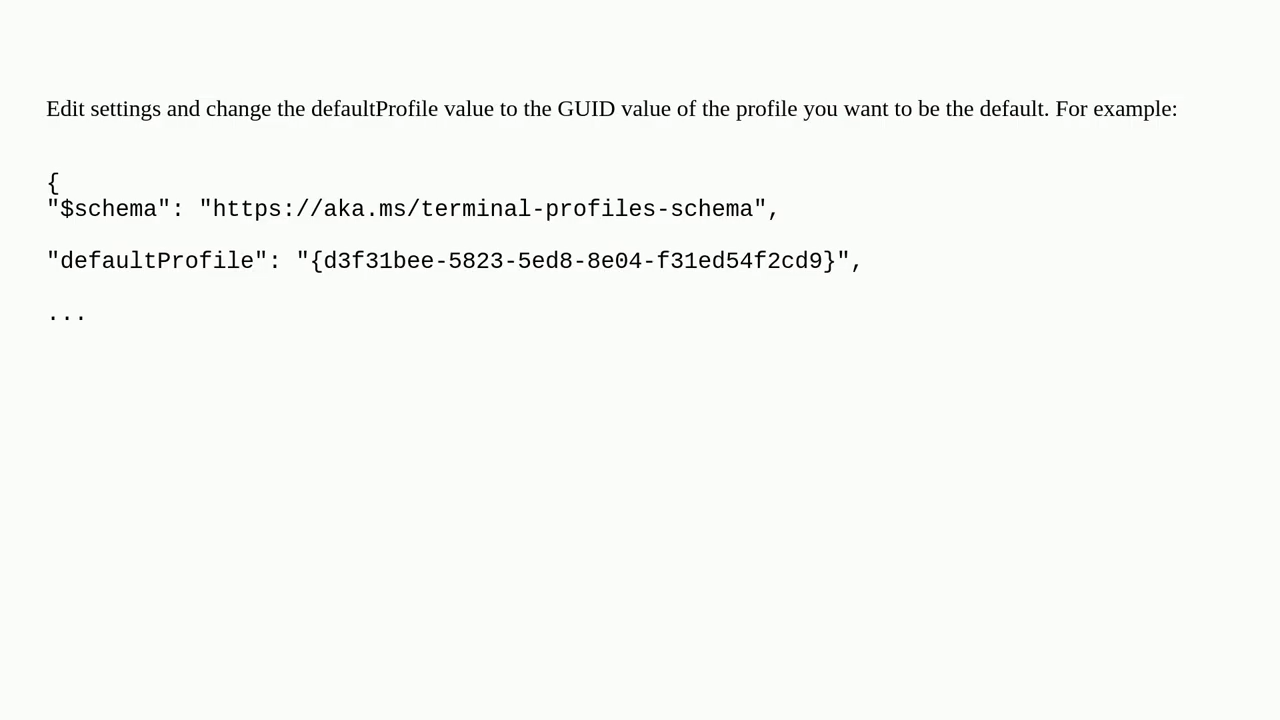 Edit settings and change the defaultProfile value to the GUID value of the profile you want to be the default. For example:
{
"$schema": "https://aka.ms/terminal-profiles-schema",
"defaultProfile": "{d3f31bee-5823-5ed8-8e04-f31ed54f2cd9}",
...